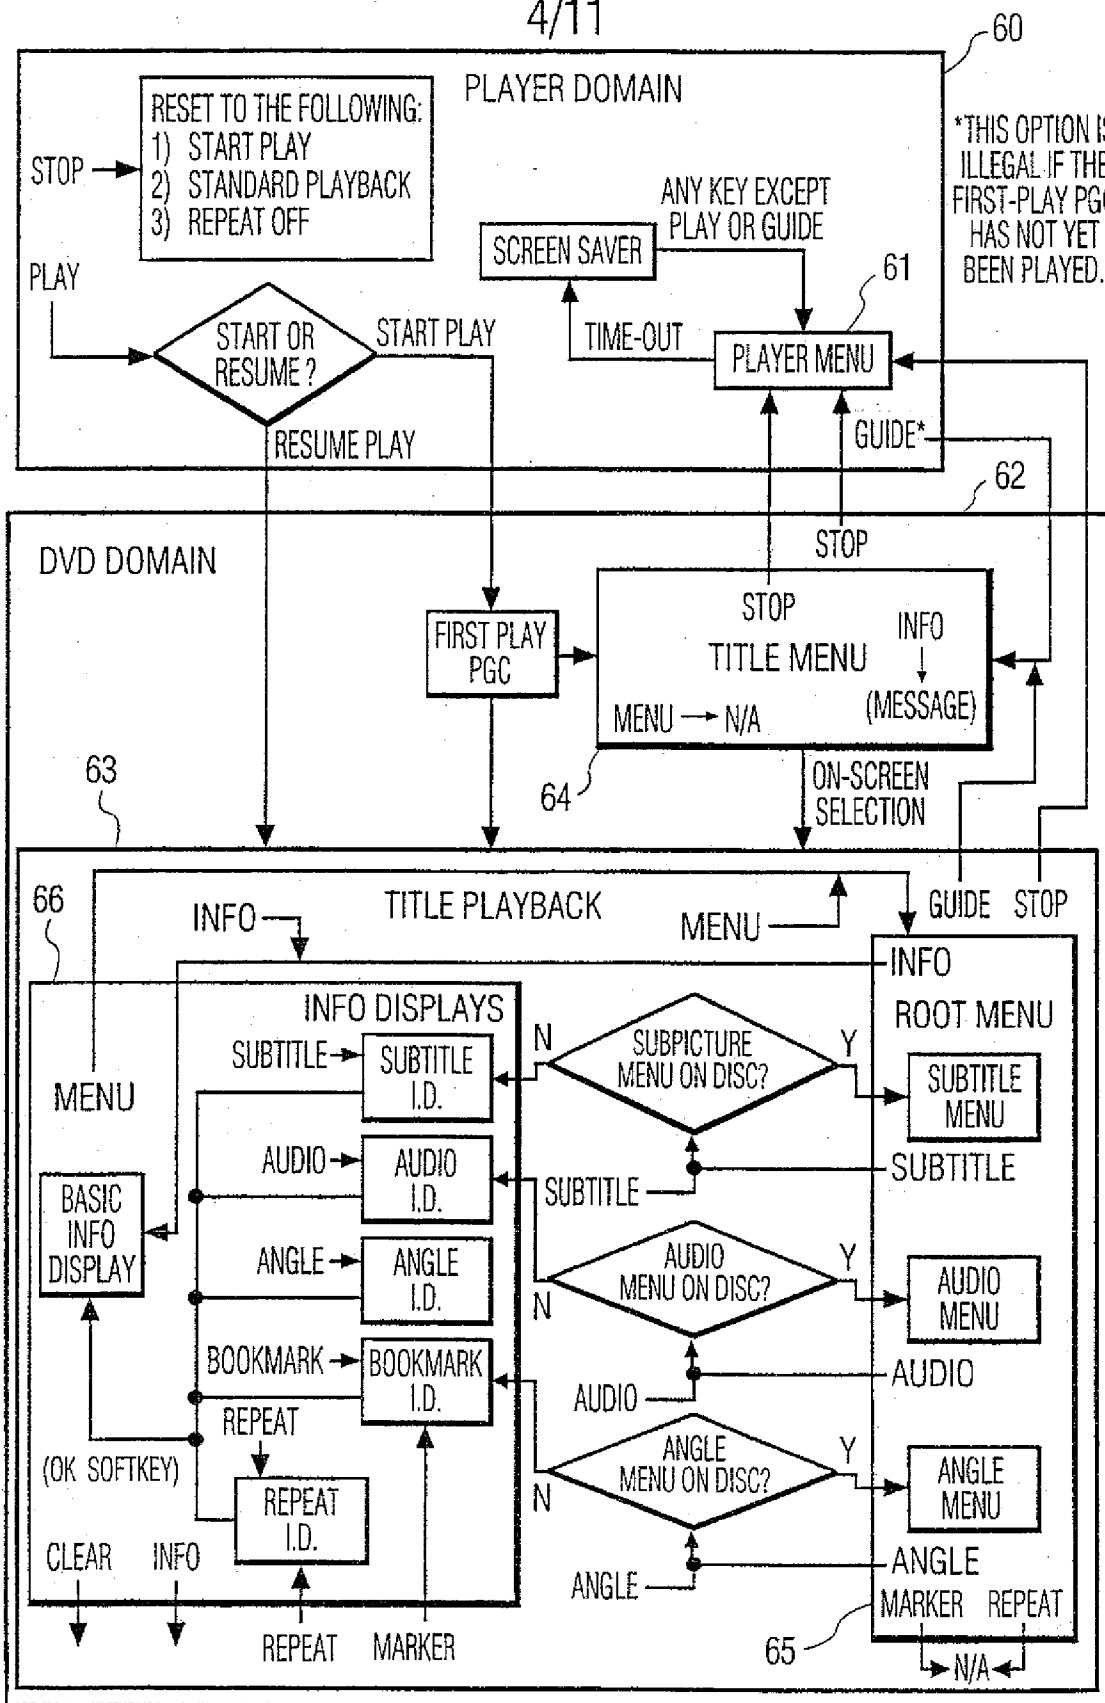 4/11
60
PLAYER DOMAIN
RESET TO THE FOLLOWING:
1) START PLAY
2) STANDARD PLAYBACK
3) REPEAT OFF
STOP
*THIS OPTION IS
ILLEGAL IF THE
FIRST-PLAY PGC
HAS NOT YET
BEEN PLAYED.
ANY KEY EXCEPT
PLAY OR GUIDE
SCREEN SAVER
61
PLAY
START OR
RESUME ?
START PLAY
TIME-OUT
PLAYER MENU
RESUME PLAY
GUIDE*
62
DVD DOMAIN
STOP
STOP
FIRST PLAY
PGC
INFO
TITLE MENU
(MESSAGE)
MENU
N/A
63
64
ON-SCREEN
SELECTION
66
TITLE PLAYBACK
GUIDE
STOP
INFO
MENU
INFO
INFO DISPLAYS
ROOT MENU
N
SUBPICTURE
MENU ON DISC?
Y
SUBTITLE
SUBTITLE
I.D.
SUBTITLE
MENU
MENU
AUDIO
AUDIO
I.D.
SUBTITLE
SUBTITLE
BASIC
INFO
DISPLAY
ANGLE
ANGLE
I.D.
AUDIO
MENU ON DISC?
Y
N
AUDIO
MENU
BOOKMARK
BOOKMARK
I.D.
AUDIO
AUDIO
REPEAT
(OK SOFTKEY)
ANGLE
MENU ON DISC?
Y
N
ANGLE
MENU
REPEAT
I.D.
CLEAR
INFO
ANGLE
ANGLE
MARKER
REPEAT
REPEAT
MARKER
65
N/A